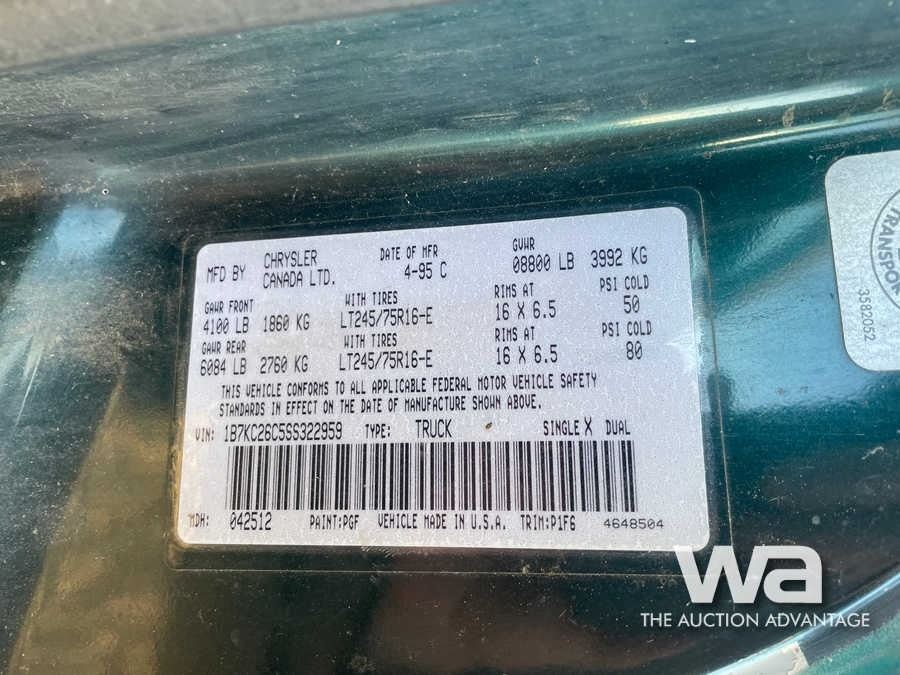 MFD BY CHRYSLER CANADA LTD. DATE OF MFR 4-95 C GVWR 08800 LB 3992 KG
GAWR FRONT WITH TIRES RIMS AT PSI COLD
4100 LB 1860 KG LT245/75R16-E 16 X 6.5 50
GAWR REAR WITH TIRES RIMS AT PSI COLD
6084 LB 2760 KG LT245/75R16-E 16 X 6.5 80
THIS VEHICLE CONFORMS TO ALL APPLICABLE FEDERAL MOTOR VEHICLE SAFETY
STANDARDS IN EFFECT ON THE DATE OF MANUFACTURE SHOWN ABOVE.
VIN: 1B7KC26C5SS322959 TYPE: TRUCK SINGLE X DUAL
MDH: 042512 PAINT:PGF VEHICLE MADE IN U.S.A. TRIM:P1F6 4648504
TRANSPOR
3582052
wa
THE AUCTION ADVANTAGE